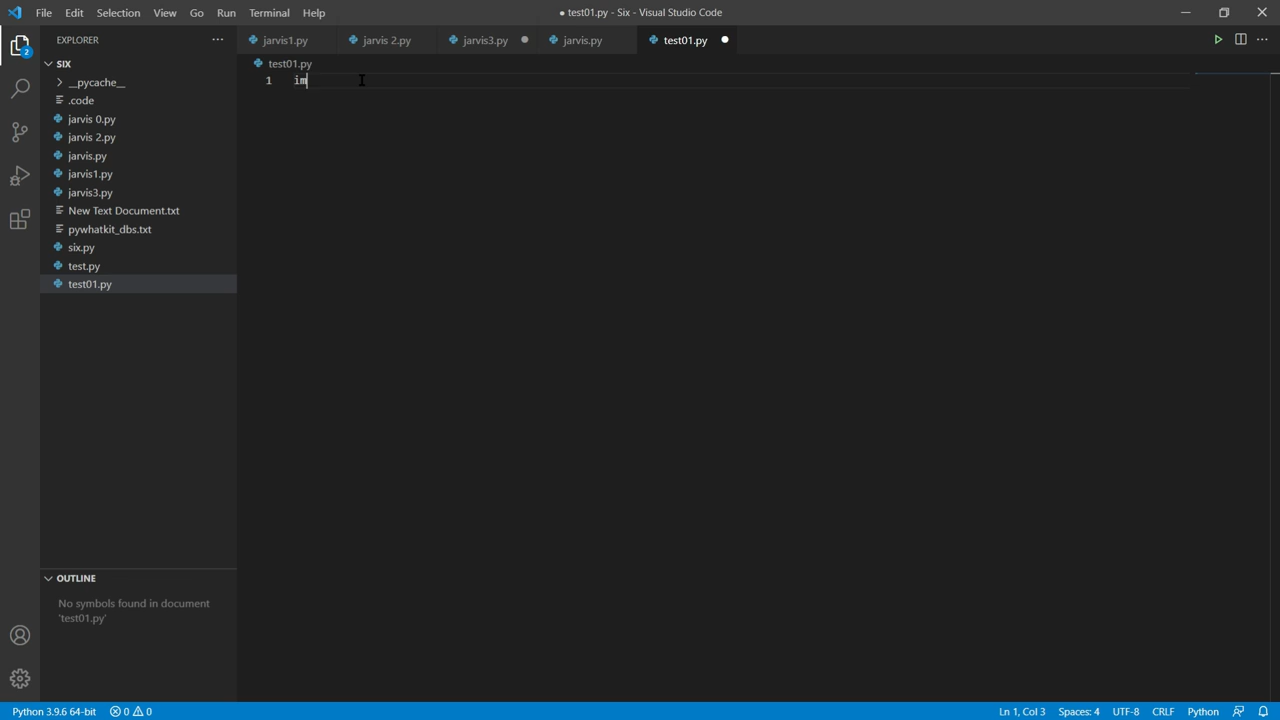 File Edit Selection View Go Run Terminal Help
● test01.py - Six - Visual Studio Code
EXPLORER
jarvis1.py
jarvis 2.py
jarvis3.py
jarvis.py
test01.py
SIX
test01.py
__pycache__
.code
jarvis 0.py
jarvis 2.py
jarvis.py
jarvis1.py
jarvis3.py
New Text Document.txt
pywhatkit_dbs.txt
six.py
test.py
test01.py
1 im
OUTLINE
No symbols found in document
'test01.py'
2
Python 3.9.6 64-bit 0 0
Ln 1, Col 3 Spaces: 4 UTF-8 CRLF Python